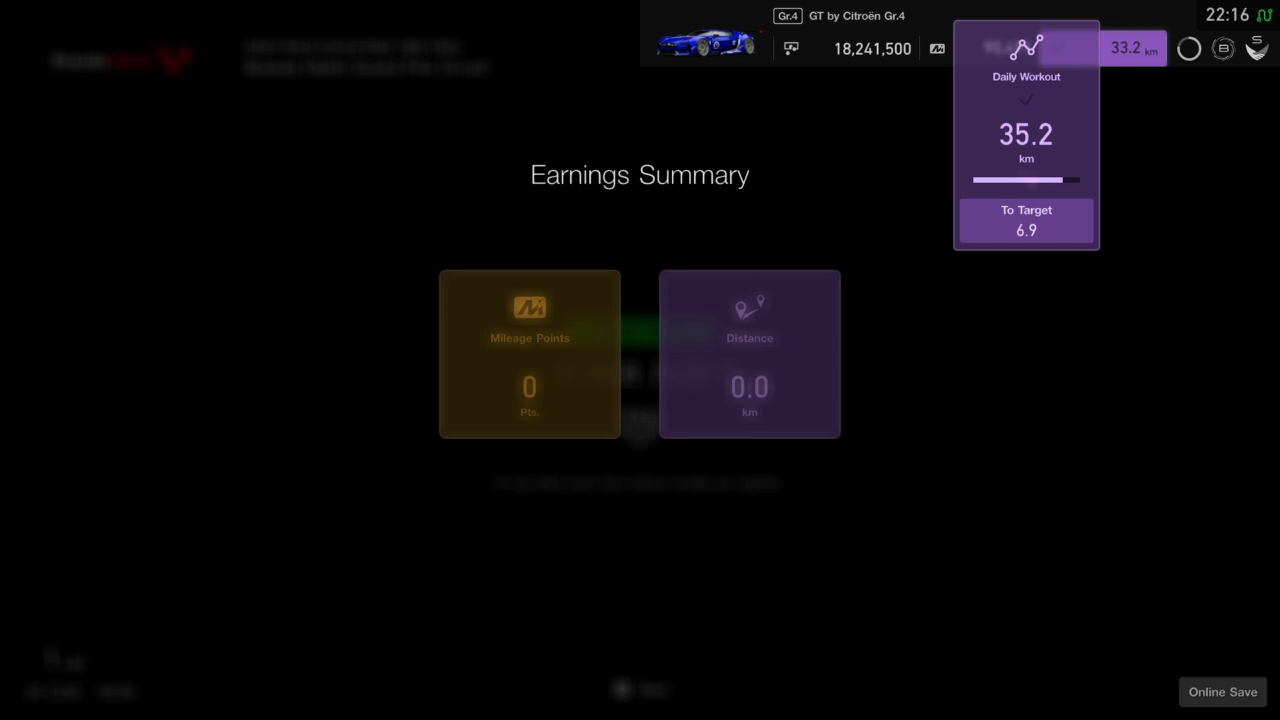 Gr.4 GT by Citroën Gr.4
22:16
18,241,500
33.2 km
B
S
Daily Workout
35.2
km
To Target
6.9
Earnings Summary
Mileage Points
0
Pts.
Distance
0.0
km
Online Save